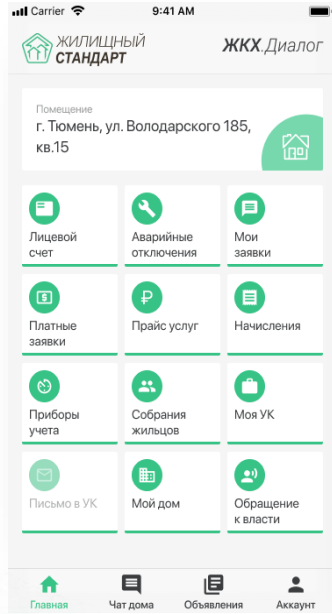 Carrier 9:41 AM
ЖИЛИЩНЫЙ
СТАНДАРТ
ЖКХ.Диалог
Помещение
г. Тюмень, ул. Володарского 185,
кв.15
Лицевой
счет
Аварийные
отключения
Мои
заявки
Платные
заявки
Прайс услуг
Начисления
Приборы
учета
Собрания
жильцов
Моя УК
Письмо в УК
Мой дом
Обращение
к власти
Главная Чат дома Объявления Аккаунт